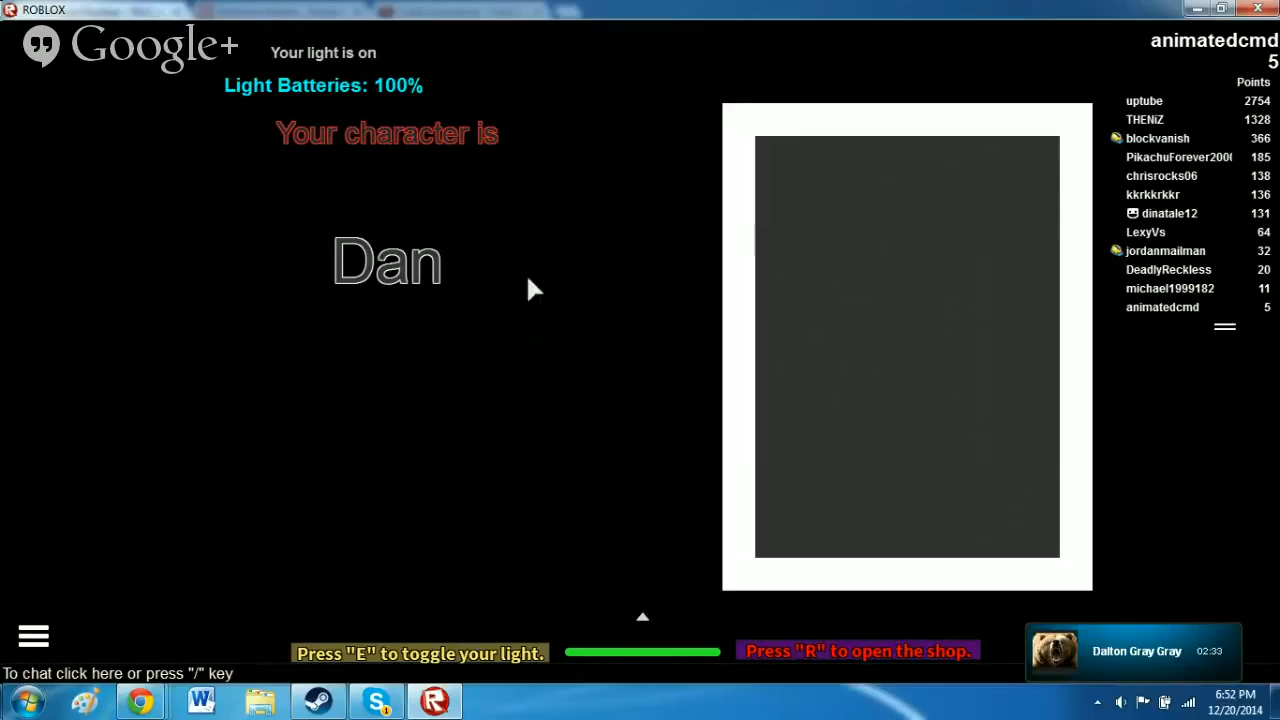 ROBLOX
Google+
Your light is on
Light Batteries: 100%
Your character is
Dan
animatedcmd
5
Points
uptube 2754
THENiZ 1328
blockvanish 366
PikachuForever200 185
chrisrocks06 138
kkrkkrkkr 136
dinatale12 131
LexyVs 64
jordanmailman 32
DeadlyReckless 20
michael1999182 11
animatedcmd 5
Press "E" to toggle your light.
Press "R" to open the shop.
Dalton Gray Gray 02:33
To chat click here or press "/" key
6:52 PM
12/20/2014